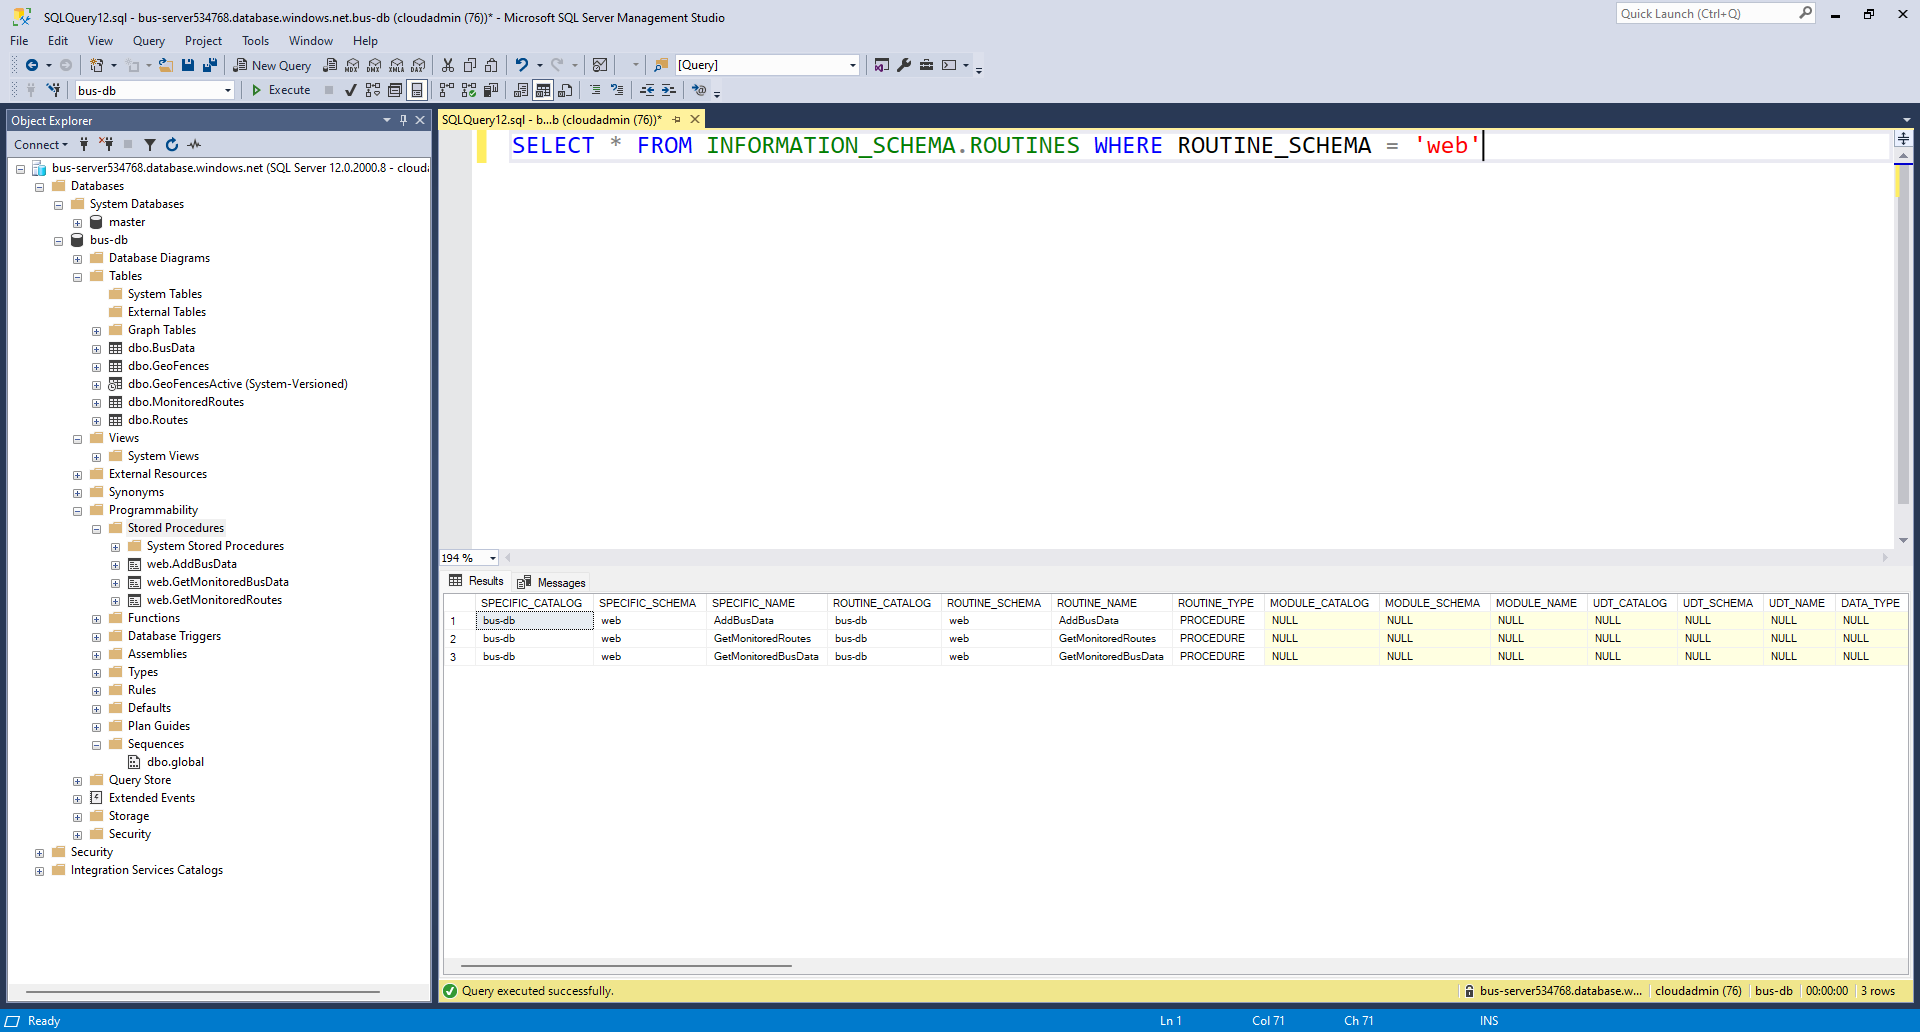 SQLQuery12.sql - bus-server534768.database.windows.net.bus-db (cloudadmin (76))* - Microsoft SQL Server Management Studio
Quick Launch (Ctrl+Q)
File Edit View Query Project Tools Window Help
New Query
MDX DMX XMLA DAX
[Query]
bus-db
Execute
Object Explorer
Connect
bus-server534768.database.windows.net (SQL Server 12.0.2000.8 - cloud
Databases
System Databases
master
bus-db
Database Diagrams
Tables
System Tables
External Tables
Graph Tables
dbo.BusData
dbo.GeoFences
dbo.GeoFencesActive (System-Versioned)
dbo.MonitoredRoutes
dbo.Routes
Views
System Views
External Resources
Synonyms
Programmability
Stored Procedures
System Stored Procedures
web.AddBusData
web.GetMonitoredBusData
web.GetMonitoredRoutes
Functions
Database Triggers
Assemblies
Types
Rules
Defaults
Plan Guides
Sequences
dbo.global
Query Store
Extended Events
Storage
Security
Security
Integration Services Catalogs
SQLQuery12.sql - b...b (cloudadmin (76))*
SELECT * FROM INFORMATION_SCHEMA.ROUTINES WHERE ROUTINE_SCHEMA = 'web'
194 %
Results Messages
SPECIFIC_CATALOG SPECIFIC_SCHEMA SPECIFIC_NAME ROUTINE_CATALOG ROUTINE_SCHEMA ROUTINE_NAME ROUTINE_TYPE MODULE_CATALOG MODULE_SCHEMA MODULE_NAME UDT_CATALOG UDT_SCHEMA UDT_NAME DATA_TYPE
1 bus-db web AddBusData bus-db web AddBusData PROCEDURE NULL NULL NULL NULL NULL NULL NULL
2 bus-db web GetMonitoredRoutes bus-db web GetMonitoredRoutes PROCEDURE NULL NULL NULL NULL NULL NULL NULL
3 bus-db web GetMonitoredBusData bus-db web GetMonitoredBusData PROCEDURE NULL NULL NULL NULL NULL NULL NULL
Query executed successfully.
bus-server534768.database.w... cloudadmin (76) bus-db 00:00:00 3 rows
Ready
Ln 1 Col 71 Ch 71 INS